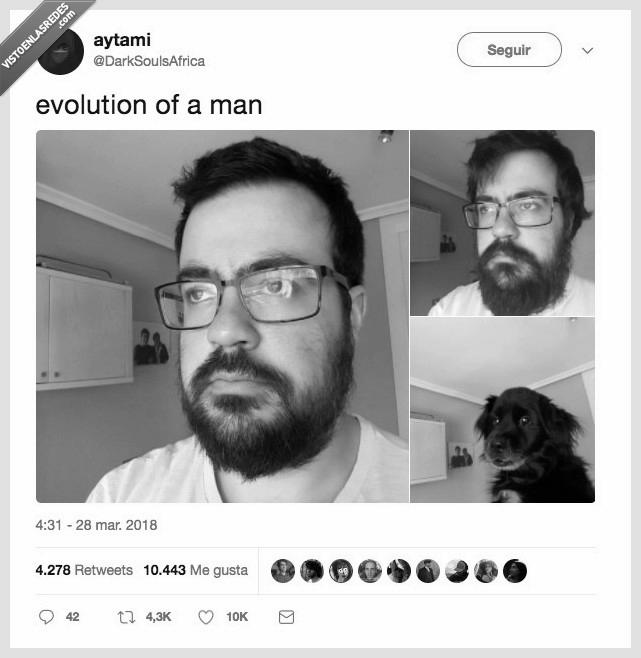 VISTOENLASREDES
.com
aytami
@DarkSoulsAfrica
Seguir
evolution of a man
4:31 - 28 mar. 2018
4.278 Retweets 10.443 Me gusta
42 4,3K 10K